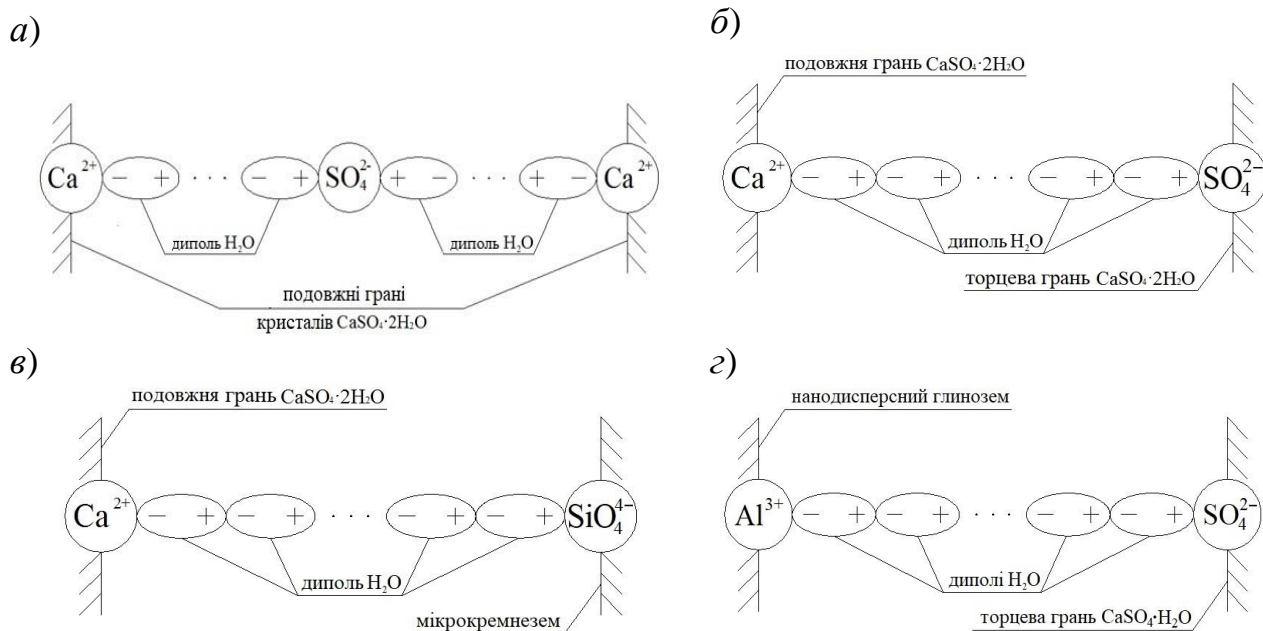 а)
Ca²⁺ − + · · · − + SO₄²⁻ + − · · · + − Ca²⁺
диполь H₂O диполь H₂O
подовжні грані
кристалів CaSO₄·2H₂O
б)
подовжня грань CaSO₄·2H₂O
Ca²⁺ − + − + · · · − + − + SO₄²⁻
диполь H₂O
торцева грань CaSO₄·2H₂O
в)
подовжня грань CaSO₄·2H₂O
Ca²⁺ − + − + · · · − + − + SiO₄⁴⁻
диполь H₂O
мікрокремнезем
г)
нанодисперсний глинозем
Al³⁺ − + − + · · · − + − + SO₄²⁻
диполі H₂O
торцева грань CaSO₄·H₂O